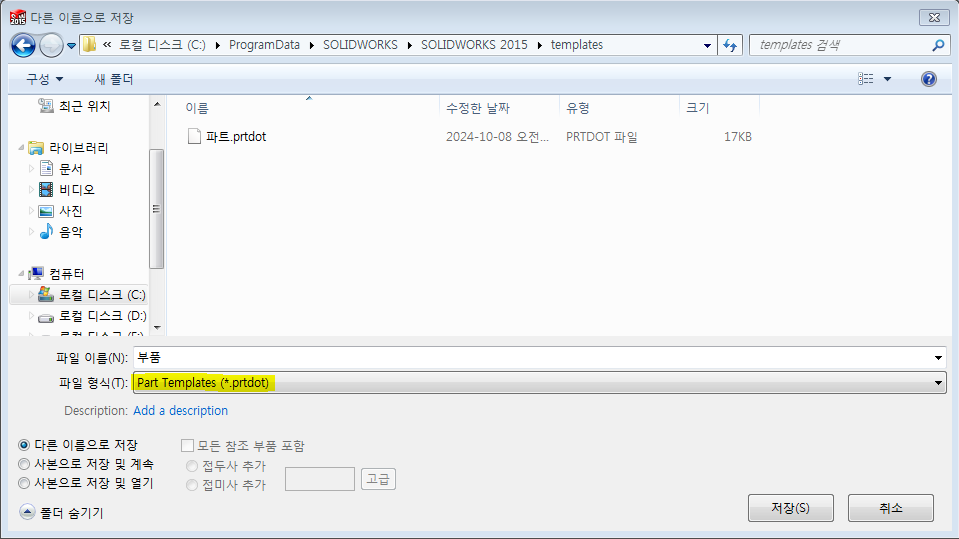 다른 이름으로 저장
« 로컬 디스크 (C:) ▸ ProgramData ▸ SOLIDWORKS ▸ SOLIDWORKS 2015 ▸ templates
templates 검색
구성 새 폴더
이름 수정한 날짜 유형 크기
파트.prtdot 2024-10-08 오전... PRTDOT 파일 17KB
최근 위치
라이브러리
문서
비디오
사진
음악
컴퓨터
로컬 디스크 (C:)
로컬 디스크 (D:)
파일 이름(N): 부품
파일 형식(T): Part Templates (*.prtdot)
Description: Add a description
다른 이름으로 저장
사본으로 저장 및 계속
사본으로 저장 및 열기
모든 참조 부품 포함
접두사 추가
접미사 추가
고급
폴더 숨기기
저장(S) 취소